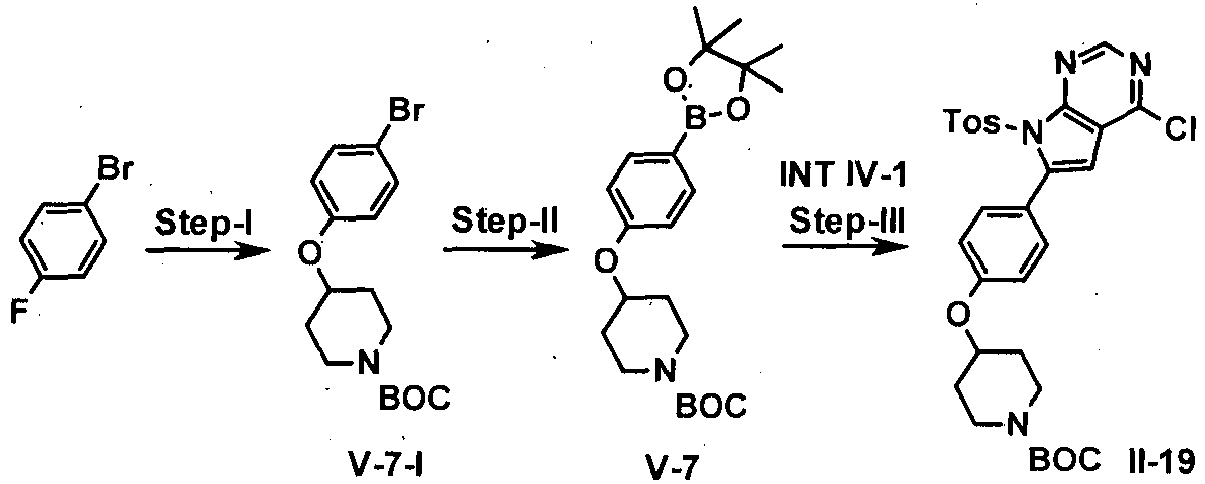 Br
F
Step-I
Br
O
N
BOC
V-7-I
Step-II
O
O
B
O
N
BOC
V-7
INT IV-1
Step-III
N
N
Cl
Tos
N
O
N
BOC
II-19